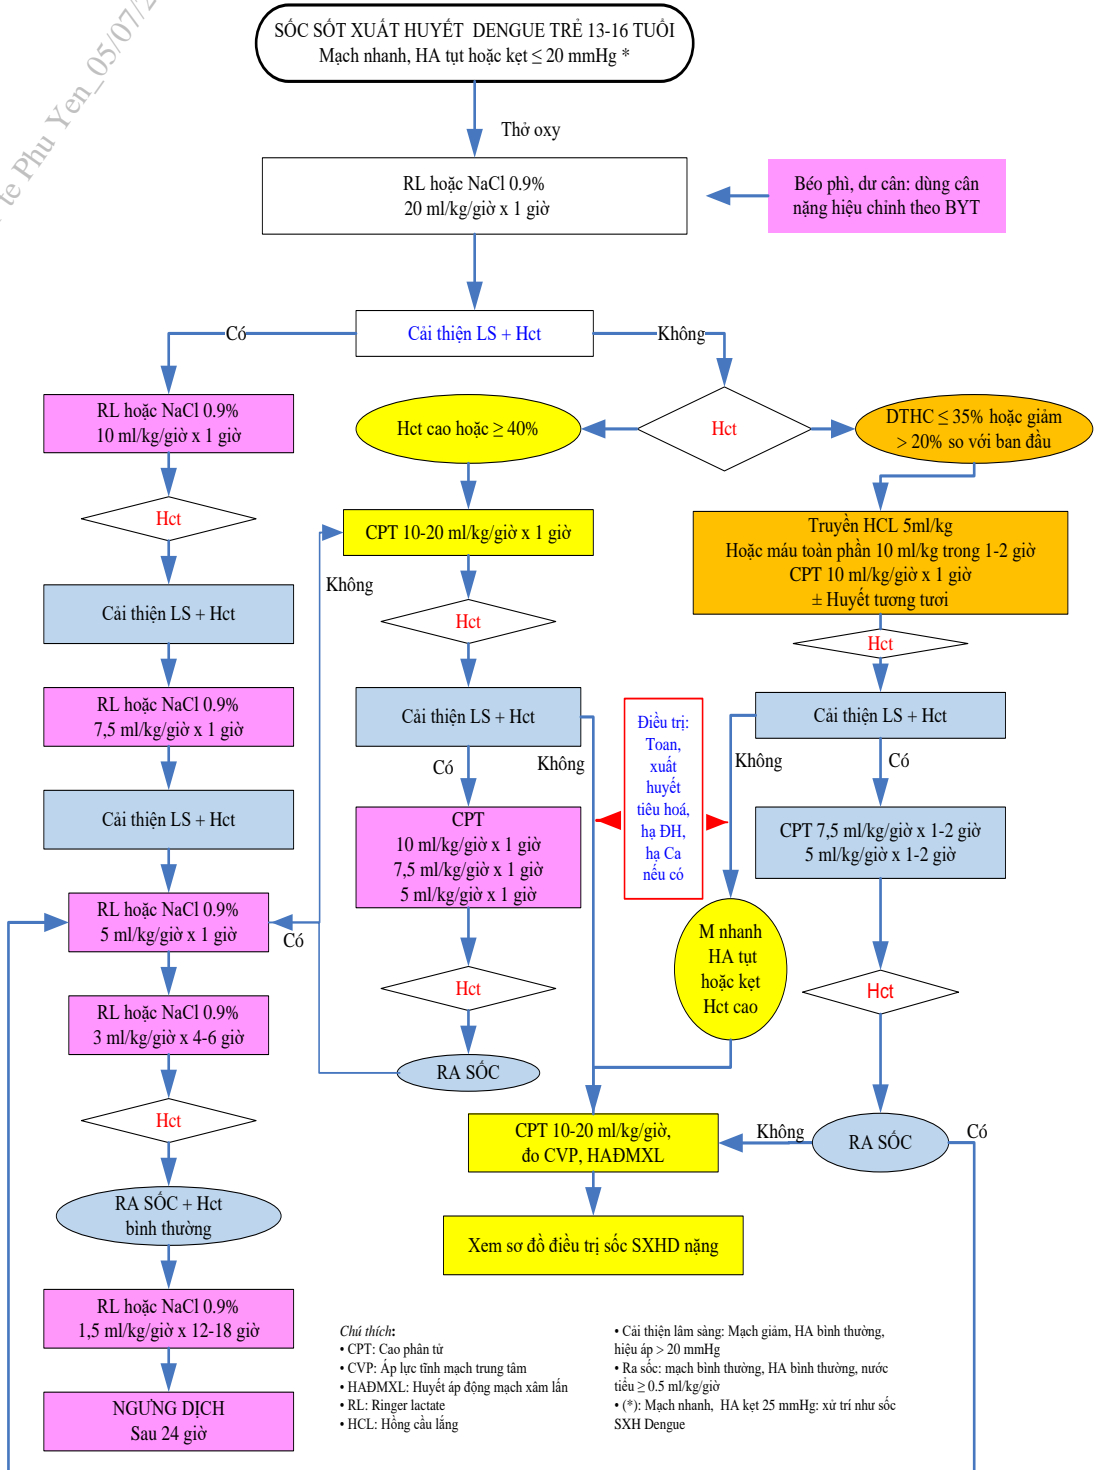 te Phu Yen_05/07/2
SỐC SỐT XUẤT HUYẾT DENGUE TRẺ 13-16 TUỔI
Mạch nhanh, HA tụt hoặc kẹt ≤ 20 mmHg *
Thở oxy
RL hoặc NaCl 0.9%
20 ml/kg/giờ x 1 giờ
Béo phì, dư cân: dùng cân
nặng hiệu chỉnh theo BYT
Cải thiện LS + Hct
Có
Không
RL hoặc NaCl 0.9%
10 ml/kg/giờ x 1 giờ
Hct cao hoặc ≥ 40%
Hct
DTHC ≤ 35% hoặc giảm
> 20% so với ban đầu
Hct
CPT 10-20 ml/kg/giờ x 1 giờ
Truyền HCL 5ml/kg
Hoặc máu toàn phần 10 ml/kg trong 1-2 giờ
CPT 10 ml/kg/giờ x 1 giờ
± Huyết tương tươi
Không
Cải thiện LS + Hct
Hct
Hct
RL hoặc NaCl 0.9%
7,5 ml/kg/giờ x 1 giờ
Cải thiện LS + Hct
Điều trị:
Toan,
xuất
huyết
tiêu hoá,
hạ ĐH,
hạ Ca
nếu có
Cải thiện LS + Hct
Có
Không
Không
Có
Cải thiện LS + Hct
CPT
10 ml/kg/giờ x 1 giờ
7,5 ml/kg/giờ x 1 giờ
5 ml/kg/giờ x 1 giờ
CPT 7,5 ml/kg/giờ x 1-2 giờ
5 ml/kg/giờ x 1-2 giờ
RL hoặc NaCl 0.9%
5 ml/kg/giờ x 1 giờ
Có
M nhanh
HA tụt
hoặc kẹt
Hct cao
Hct
Hct
RL hoặc NaCl 0.9%
3 ml/kg/giờ x 4-6 giờ
RA SỐC
Hct
CPT 10-20 ml/kg/giờ,
đo CVP, HAĐMXL
Không
RA SỐC
Có
RA SỐC + Hct
bình thường
Xem sơ đồ điều trị sốc SXHD nặng
RL hoặc NaCl 0.9%
1,5 ml/kg/giờ x 12-18 giờ
NGƯNG DỊCH
Sau 24 giờ
Chú thích:
• CPT: Cao phân tử
• CVP: Áp lực tĩnh mạch trung tâm
• HAĐMXL: Huyết áp động mạch xâm lấn
• RL: Ringer lactate
• HCL: Hồng cầu lắng
• Cải thiện lâm sàng: Mạch giảm, HA bình thường,
hiệu áp > 20 mmHg
• Ra sốc: mạch bình thường, HA bình thường, nước
tiểu ≥ 0.5 ml/kg/giờ
• (*): Mạch nhanh, HA kẹt 25 mmHg: xử trí như sốc
SXH Dengue